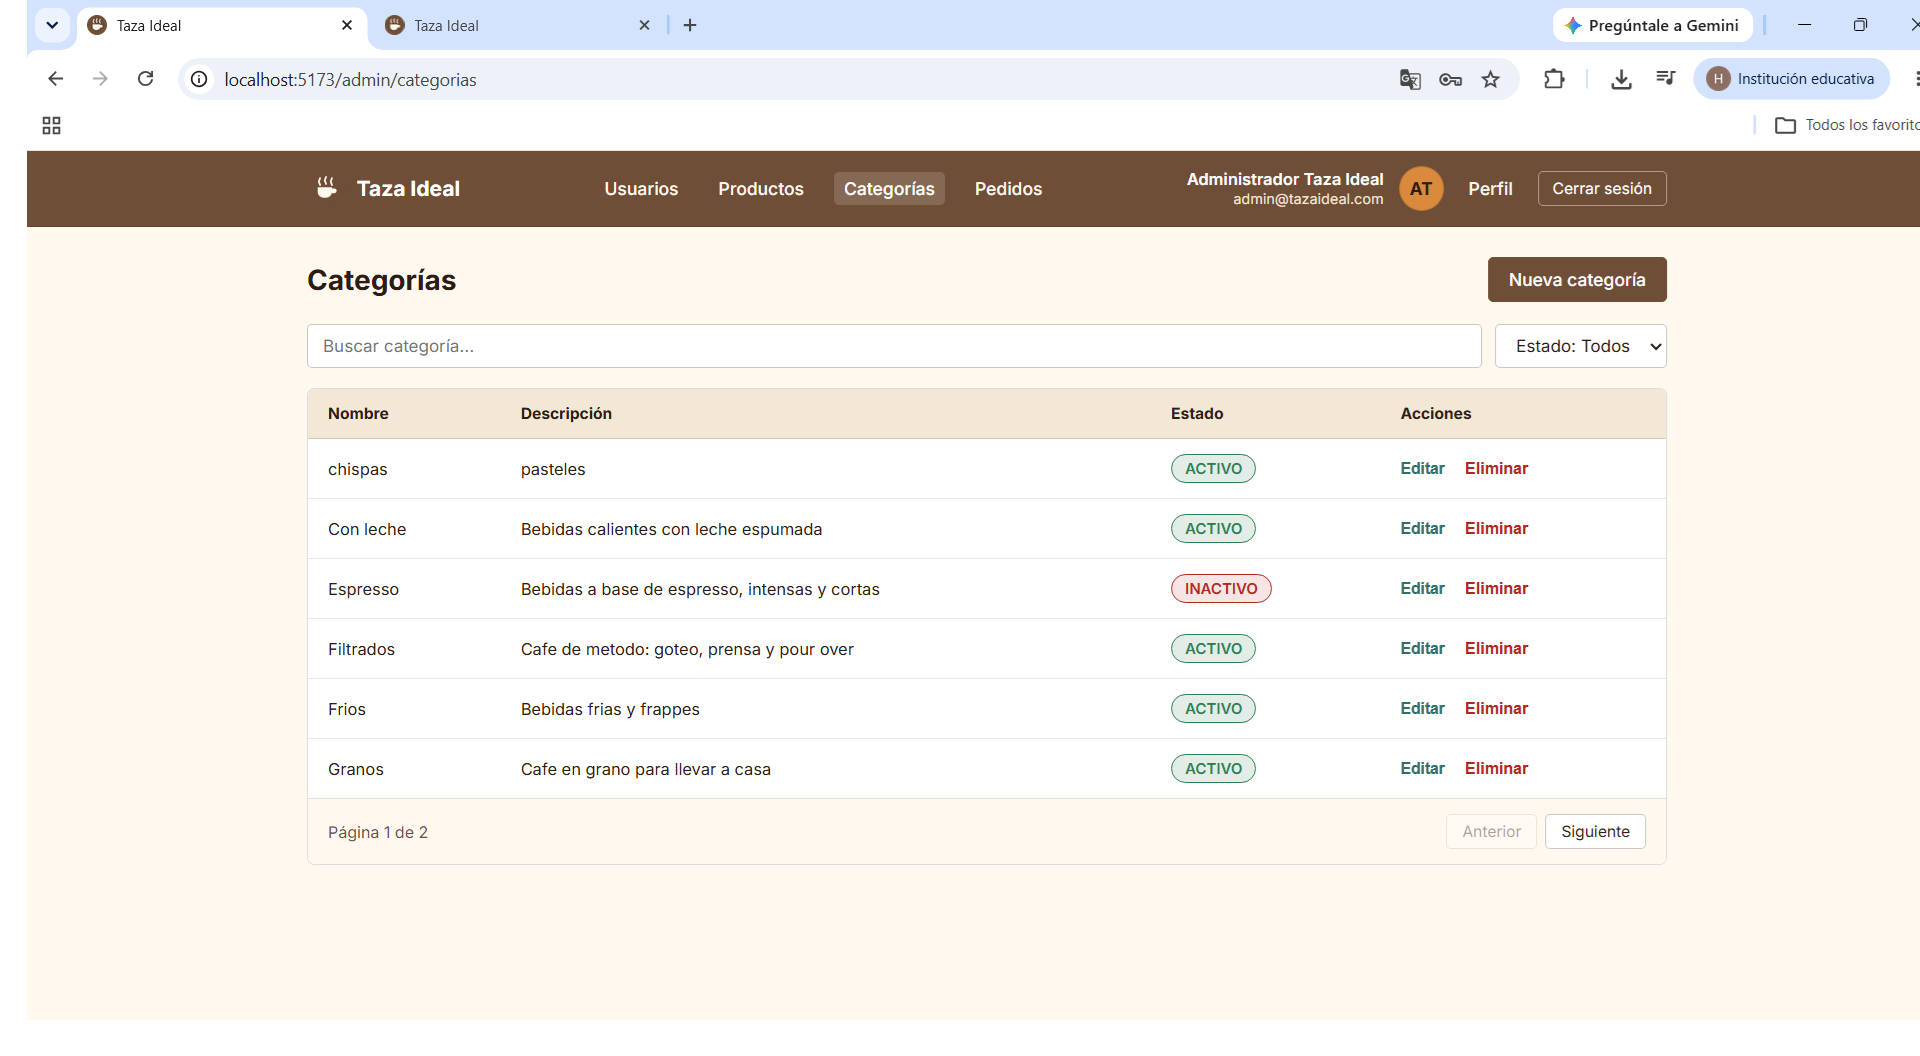 Taza Ideal
Taza Ideal
Pregúntale a Gemini
localhost:5173/admin/categorias
H Institución educativa
Todos los favorito
Taza Ideal
Usuarios
Productos
Categorías
Pedidos
Administrador Taza Ideal
admin@tazaideal.com
AT
Perfil
Cerrar sesión
Categorías
Nueva categoría
Buscar categoría...
Estado: Todos
Nombre Descripción Estado Acciones
chispas pasteles ACTIVO Editar Eliminar
Con leche Bebidas calientes con leche espumada ACTIVO Editar Eliminar
Espresso Bebidas a base de espresso, intensas y cortas INACTIVO Editar Eliminar
Filtrados Cafe de metodo: goteo, prensa y pour over ACTIVO Editar Eliminar
Frios Bebidas frias y frappes ACTIVO Editar Eliminar
Granos Cafe en grano para llevar a casa ACTIVO Editar Eliminar
Página 1 de 2
Anterior
Siguiente